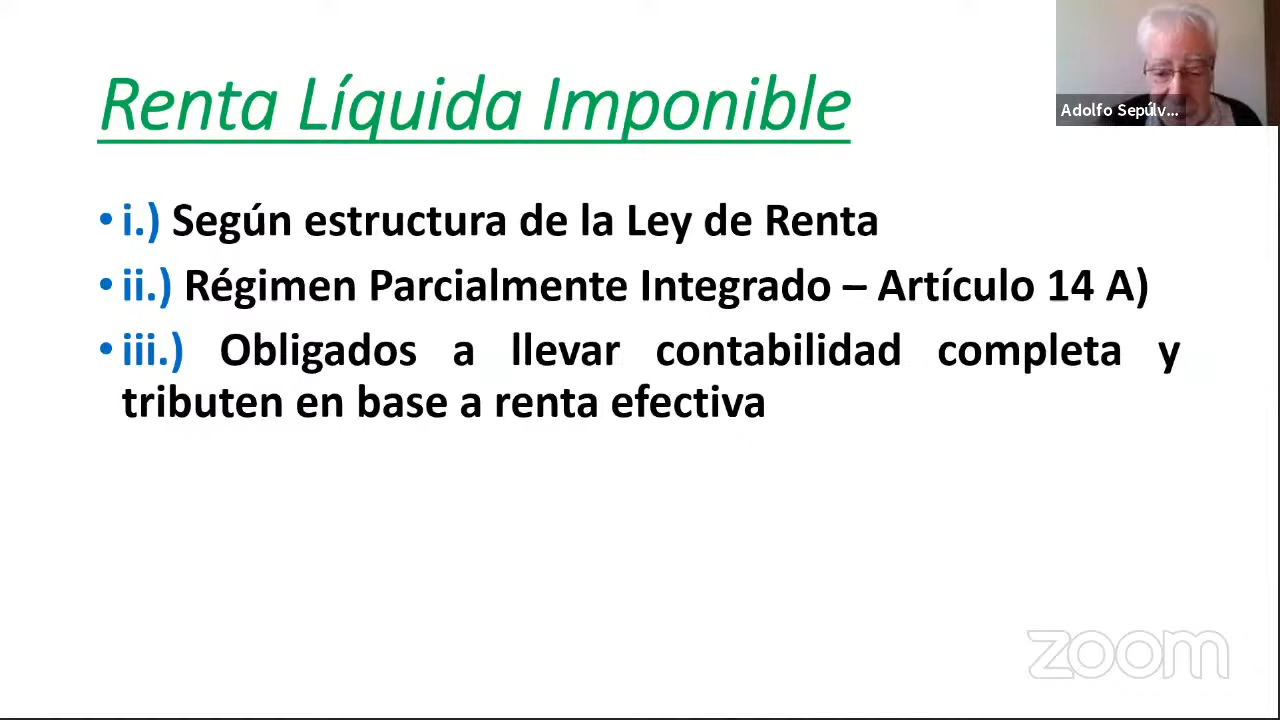 Renta Líquida Imponible
• i.) Según estructura de la Ley de Renta
• ii.) Régimen Parcialmente Integrado – Artículo 14 A)
• iii.) Obligados a llevar contabilidad completa y
tributen en base a renta efectiva
Adolfo Sepúlv...
zoom